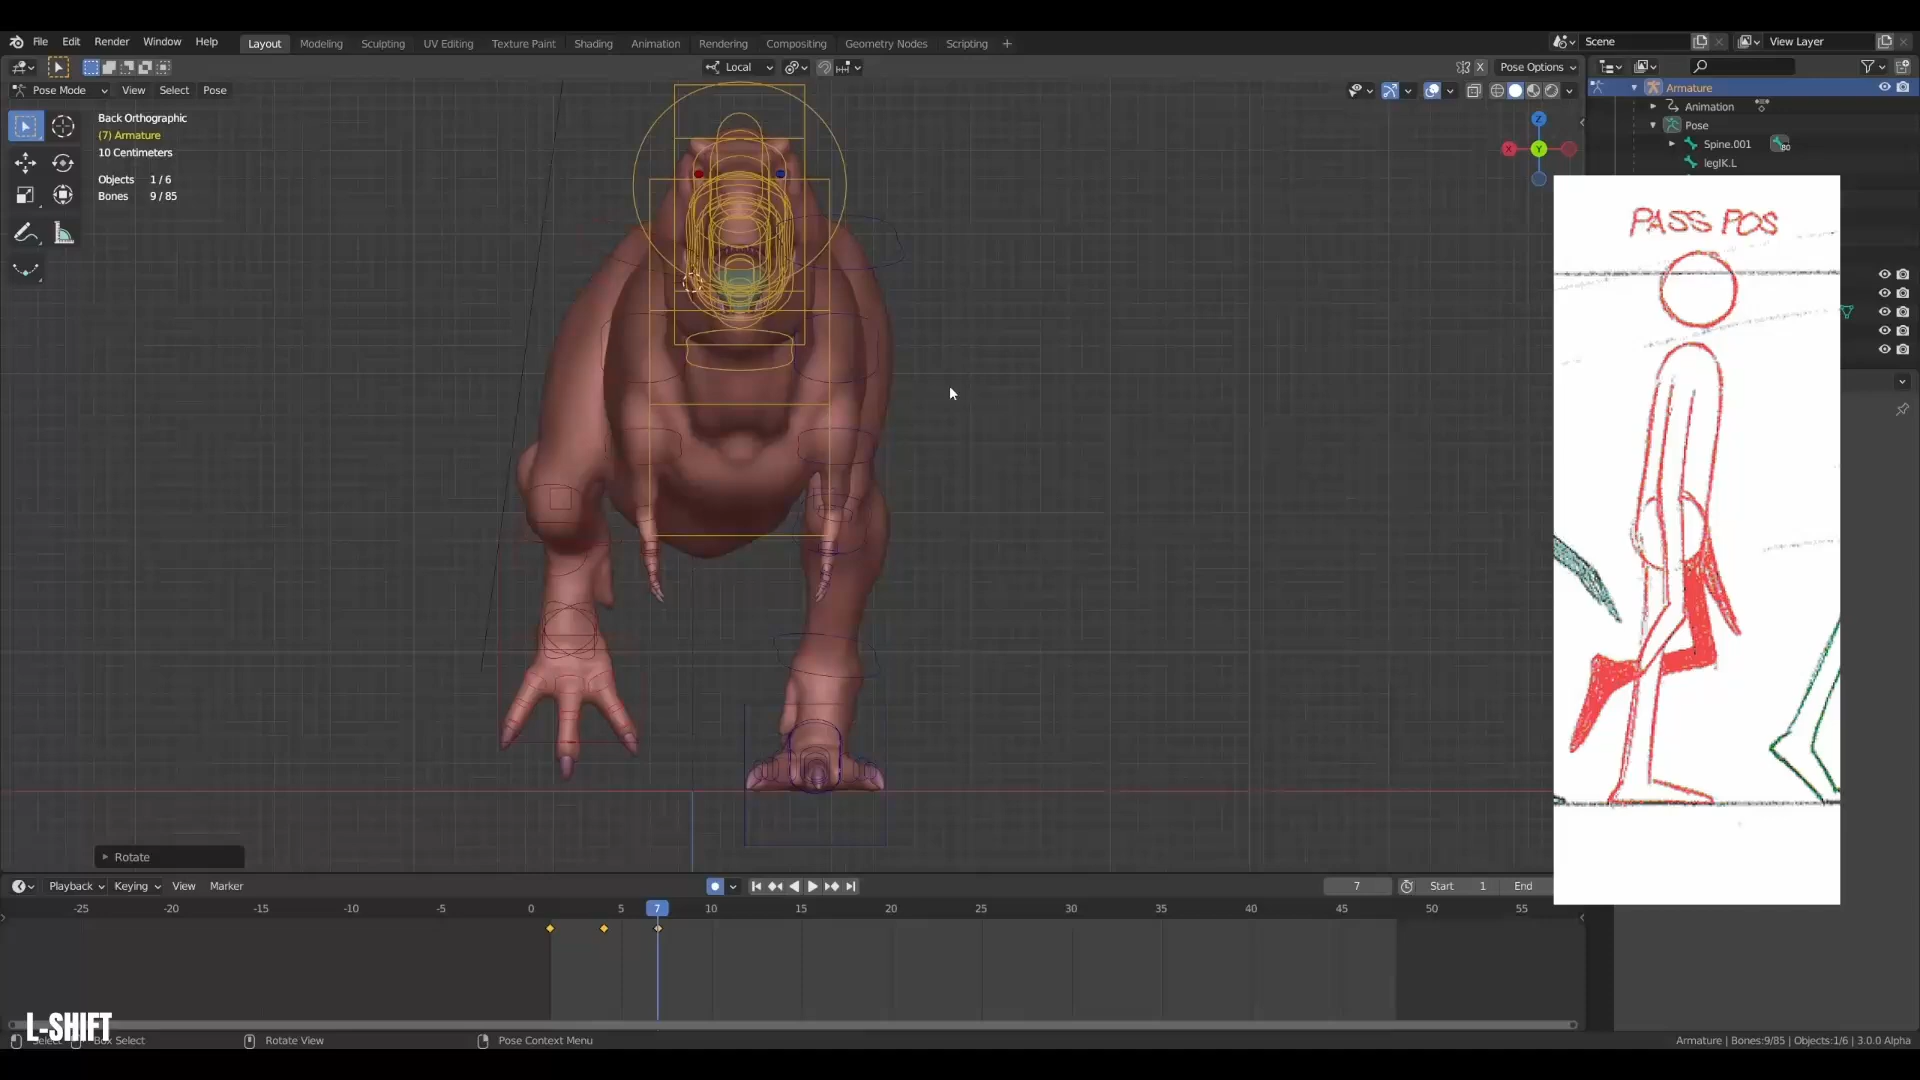 File Edit Render Window Help Layout Modeling Sculpting UV Editing Texture Paint Shading Animation Rendering Compositing Geometry Nodes Scripting + Scene View Layer
Local X Pose Options
Pose Mode View Select Pose
Armature
Animation
Pose
Spine.001 80
legIK.L
Back Orthographic
(7) Armature
10 Centimeters
Objects 1 / 6
Bones 9 / 85
Z
X Y
PASS POS
Rotate
Playback Keying View Marker 7 Start 1 End
-25 -20 -15 -10 -5 0 5 7 10 15 20 25 30 35 40 45 50 55
L-SHIFT
Select Box Select Rotate View Pose Context Menu Armature | Bones:9/85 | Objects:1/6 | 3.0.0 Alpha